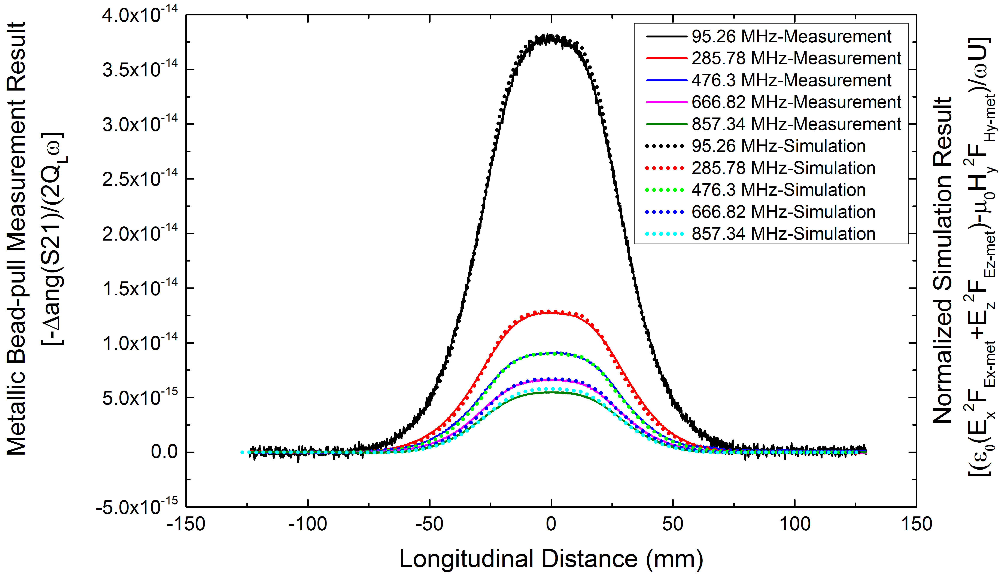 Metallic Bead-pull Measurement Result
[-Δang(S21)/(2Q_Lω]
4.0x10^-14
3.5x10^-14
3.0x10^-14
2.5x10^-14
2.0x10^-14
1.5x10^-14
1.0x10^-14
5.0x10^-15
0.0
-5.0x10^-15
95.26 MHz-Measurement
285.78 MHz-Measurement
476.3 MHz-Measurement
666.82 MHz-Measurement
857.34 MHz-Measurement
95.26 MHz-Simulation
285.78 MHz-Simulation
476.3 MHz-Simulation
666.82 MHz-Simulation
857.34 MHz-Simulation
-150 -100 -50 0 50 100 150
Longitudinal Distance (mm)
Normalized Simulation Result
[(ε_0(E_x^2F_Ex-met+E_z^2F_Ez-met)-μ_0H_y^2F_Hy-met)/ωU]